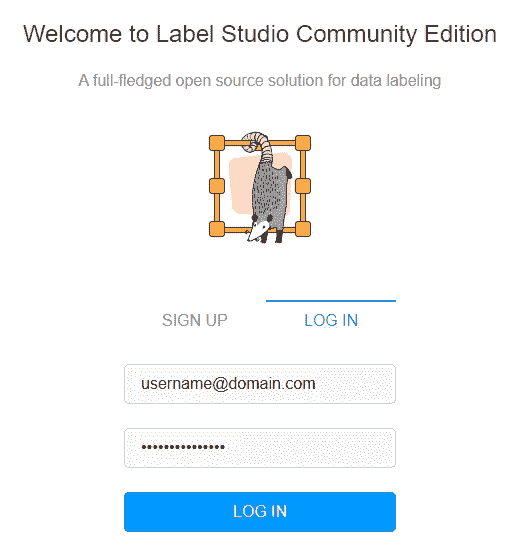 Welcome to Label Studio Community Edition
A full-fledged open source solution for data labeling
SIGN UP LOG IN
username@domain.com
•••••••••••••••
LOG IN